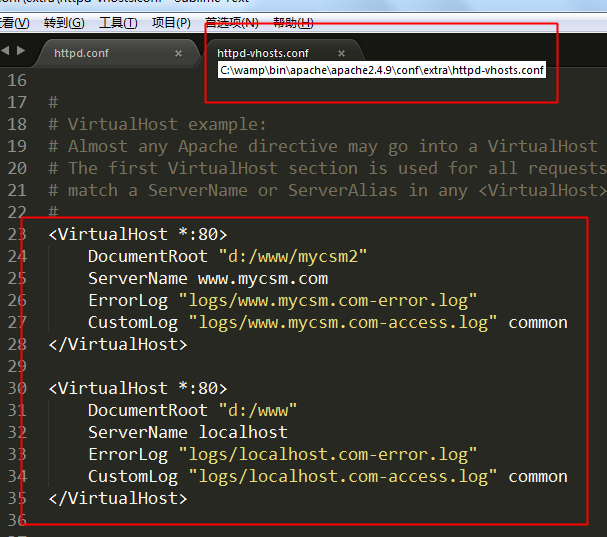 onf\extra\httpd-vhosts.conf - Sublime Text
查看(V) 转到(G) 工具(T) 项目(P) 首选项(N) 帮助(H)
httpd.conf × httpd-vhosts.conf ×
C:\wamp\bin\apache\apache2.4.9\conf\extra\httpd-vhosts.conf
16
17 #
18 # VirtualHost example:
19 # Almost any Apache directive may go into a VirtualHost
20 # The first VirtualHost section is used for all requests
21 # match a ServerName or ServerAlias in any <VirtualHost>
22 #
23 <VirtualHost *:80>
24 DocumentRoot "d:/www/mycsm2"
25 ServerName www.mycsm.com
26 ErrorLog "logs/www.mycsm.com-error.log"
27 CustomLog "logs/www.mycsm.com-access.log" common
28 </VirtualHost>
29
30 <VirtualHost *:80>
31 DocumentRoot "d:/www"
32 ServerName localhost
33 ErrorLog "logs/localhost.com-error.log"
34 CustomLog "logs/localhost.com-access.log" common
35 </VirtualHost>
36